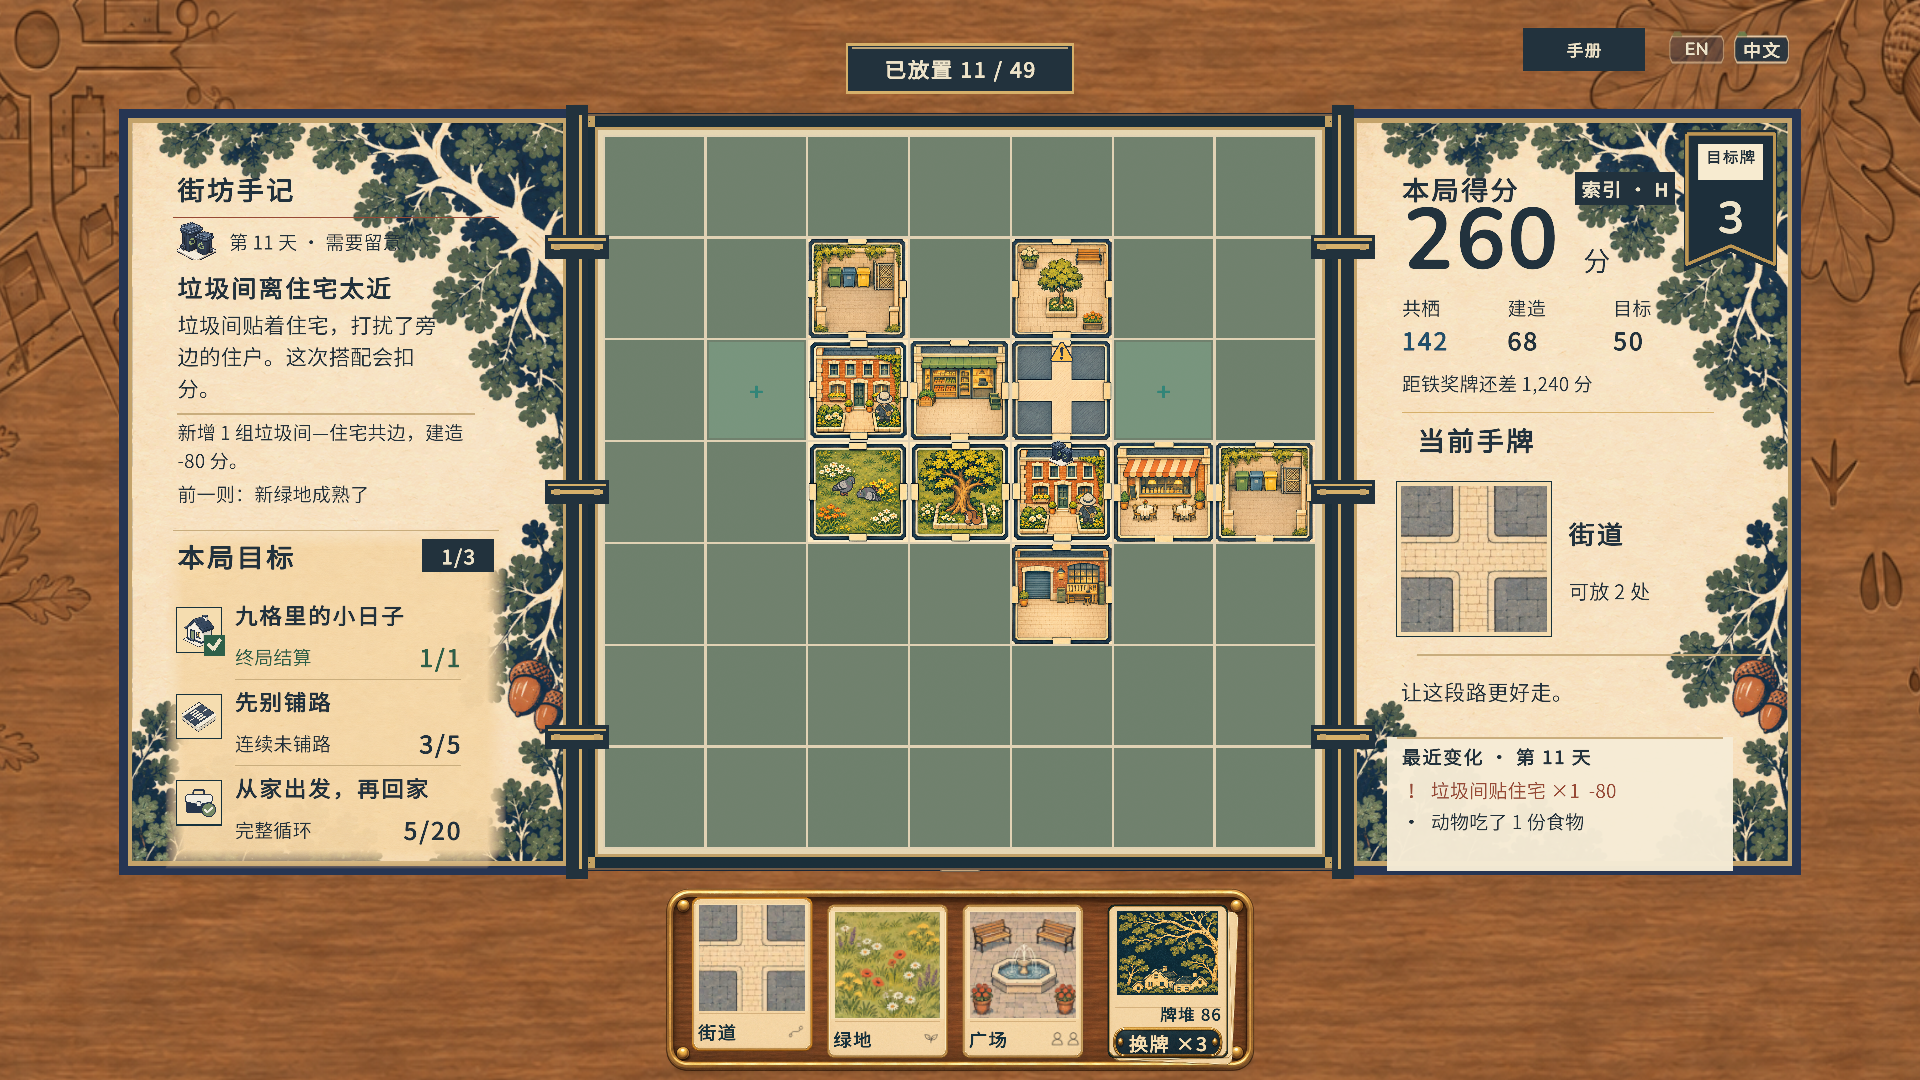 已放置 11 / 49
手册
EN
中文
街坊手记
第 11 天 · 需要留意
垃圾间离住宅太近
垃圾间贴着住宅，打扰了旁
边的住户。这次搭配会扣
分。
新增 1 组垃圾间—住宅共边，建造
-80 分。
前一则：新绿地成熟了
本局目标
1/3
九格里的小日子
终局结算
1/1
先别铺路
连续未铺路
3/5
从家出发，再回家
完整循环
5/20
本局得分
索引 · H
目标牌
3
260
分
共栖
建造
目标
142
68
50
距铁奖牌还差 1,240 分
当前手牌
街道
可放 2 处
让这段路更好走。
最近变化 · 第 11 天
! 垃圾间贴住宅 ×1 -80
· 动物吃了 1 份食物
街道
绿地
广场
牌堆 86
换牌 ×3